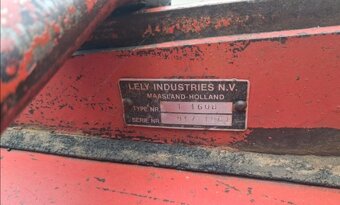 LELY INDUSTRIES N.V.
MAASLAND-HOLLAND
TYPE NR
SERIE NR.